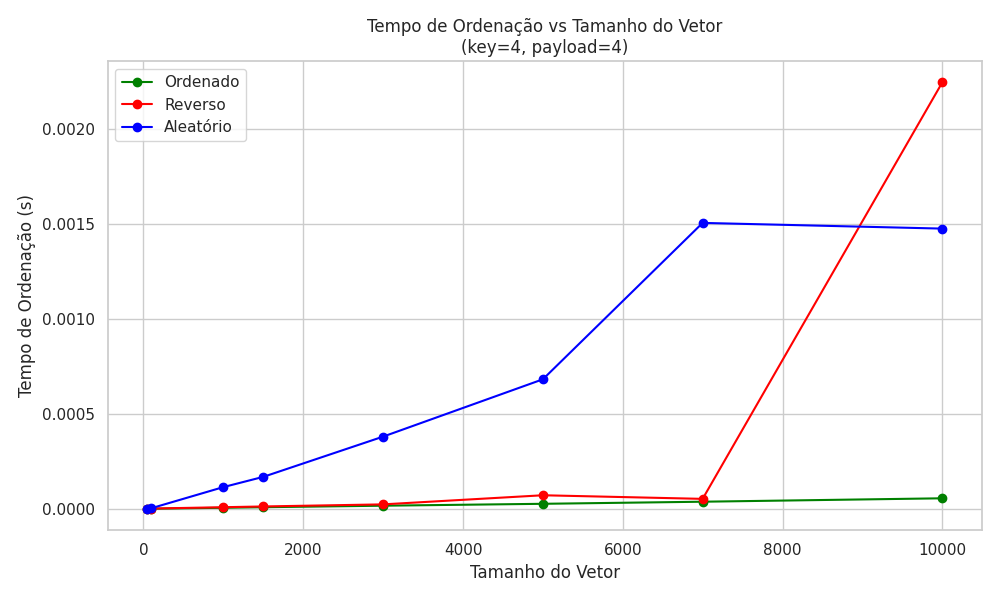 Tempo de Ordenação vs Tamanho do Vetor
(key=4, payload=4)
Ordenado
Reverso
Aleatório
Tempo de Ordenação (s)
0.0020
0.0015
0.0010
0.0005
0.0000
0 2000 4000 6000 8000 10000
Tamanho do Vetor